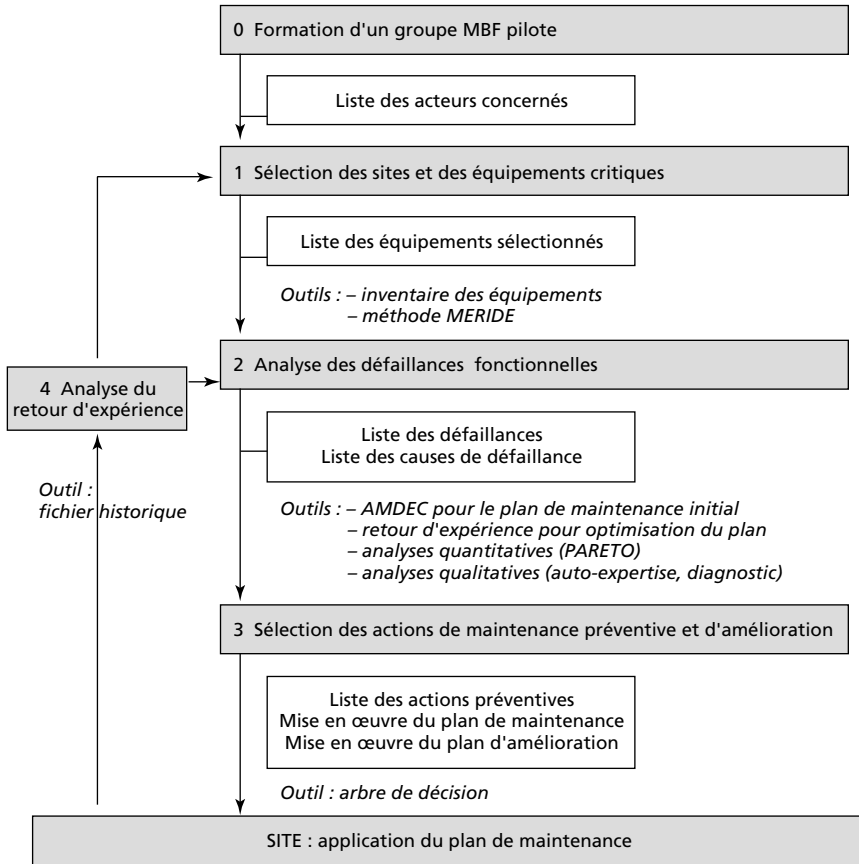 0 Formation d'un groupe MBF pilote
Liste des acteurs concernés
1 Sélection des sites et des équipements critiques
Liste des équipements sélectionnés
Outils : – inventaire des équipements
– méthode MERIDE
2 Analyse des défaillances fonctionnelles
4 Analyse du
retour d'expérience
Liste des défaillances
Liste des causes de défaillance
Outil :
fichier historique
Outils : – AMDEC pour le plan de maintenance initial
– retour d'expérience pour optimisation du plan
– analyses quantitatives (PARETO)
– analyses qualitatives (auto-expertise, diagnostic)
3 Sélection des actions de maintenance préventive et d'amélioration
Liste des actions préventives
Mise en œuvre du plan de maintenance
Mise en œuvre du plan d'amélioration
Outil : arbre de décision
SITE : application du plan de maintenance